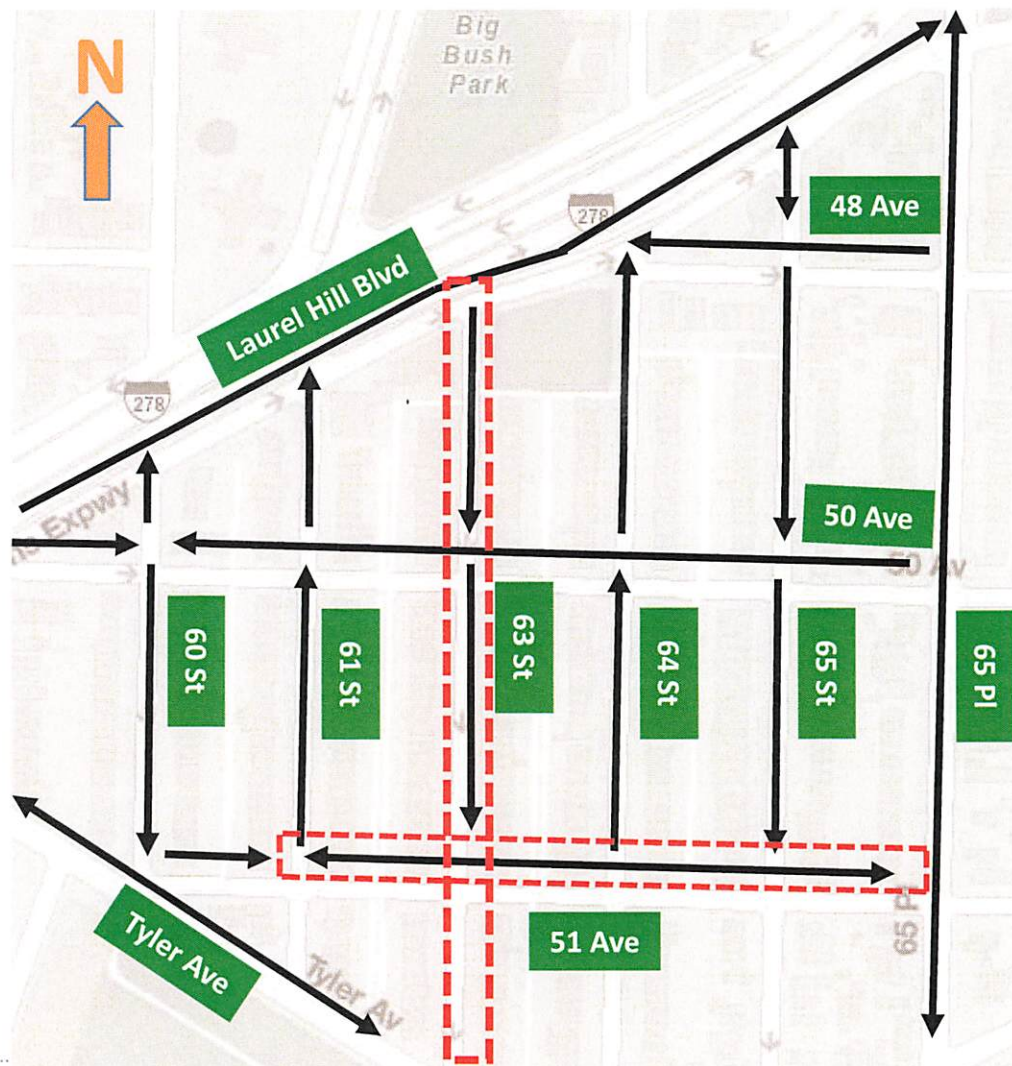 Big
Bush
Park
N
48 Ave
278
Laurel Hill Blvd
278
50 Ave
Expwy
50 Av
60 St
61 St
63 St
64 St
65 St
65 Pl
Tyler Ave
Tyler Av
51 Ave
65 Pl